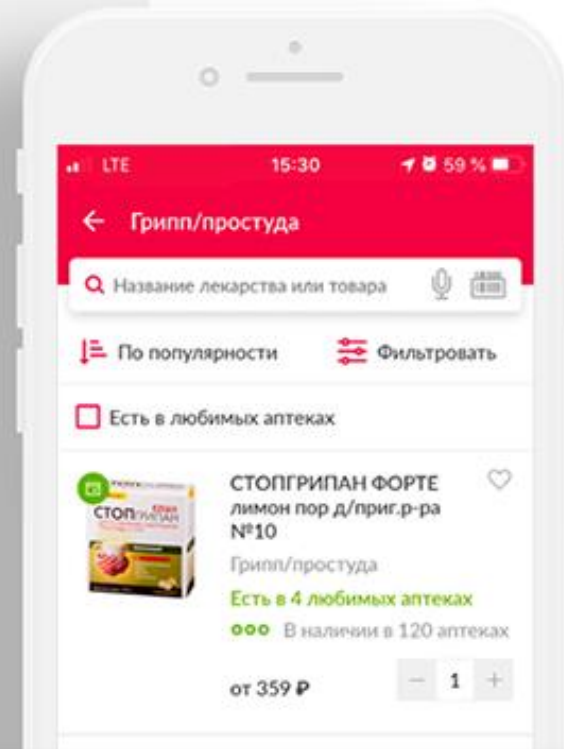 LTE 15:30 59 %
Грипп/простуда
Название лекарства или товара
По популярности Фильтровать
Есть в любимых аптеках
СТОПГРИПАН ФОРТЕ
лимон пор д/приг.р-ра
№10
СТОПГРИПАН
Грипп/простуда
Есть в 4 любимых аптеках
В наличии в 120 аптеках
от 359 ₽ − 1 +